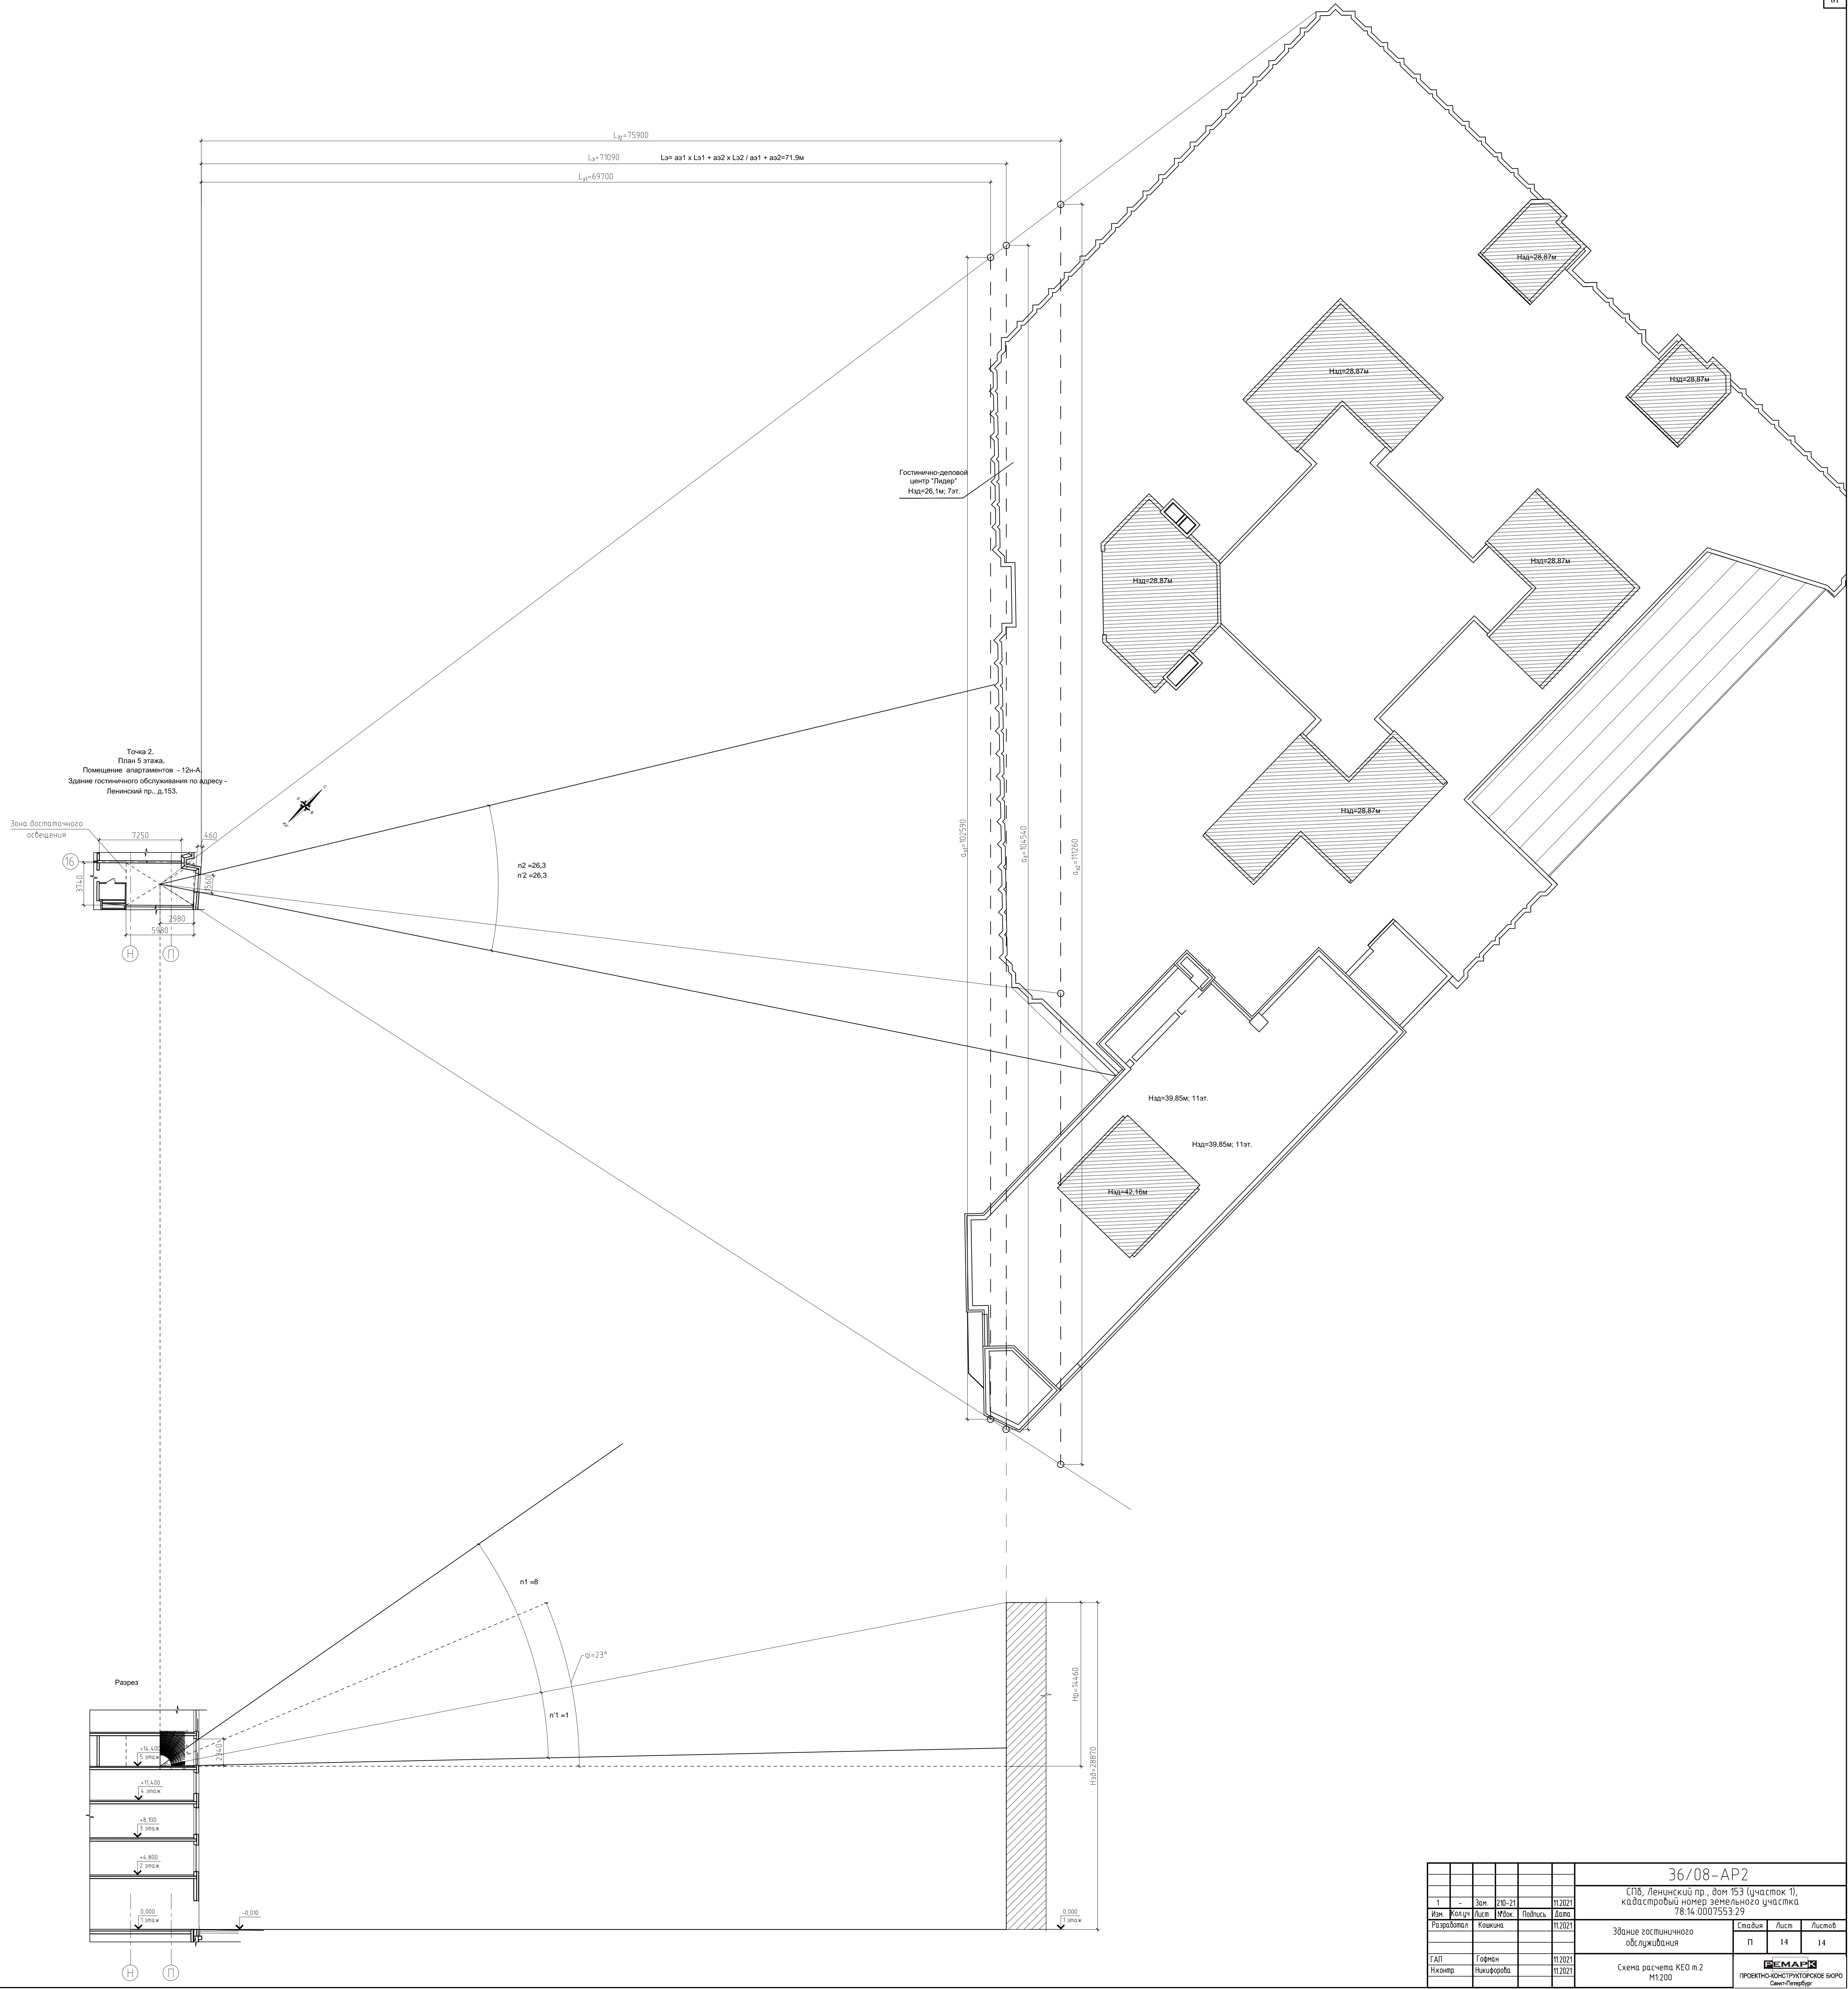 81
Lэ2=75900
Lэ=71090
Lэ= aэ1 x Lэ1 + aэ2 x Lэ2 / aэ1 + aэ2=71.9м
Lэ1=69700
Нзд=28,87м
Нзд=28,87м
Нзд=28,87м
Гостинично-деловой
центр "Лидер"
Нзд=26,1м; 7эт.
Нзд=28,87м
Нзд=28,87м
Нзд=28,87м
aэ1=102590
aэ=104540
aэ2=111260
Точка 2.
План 5 этажа.
Помещение апартаментов - 12н-А.
Здание гостиничного обслуживания по адресу -
Ленинский пр., д.153.
Зона достаточного
освещения
7250
460
16
3740
1560
2980
5980
Н
П
n2 =26,3
n'2 =26,3
Нзд=39,85м; 11эт.
Нзд=39,85м; 11эт.
Нзд=42,16м
n1 =8
qi=23°
n'1 =1
Нр=14460
Нзд=28870
Разрез
2340
+14,400
5 этаж
+11,400
4 этаж
+8,100
3 этаж
+4,800
2 этаж
0,000
1 этаж
-0,010
0,000
1 этаж
Н
П
36/08-АР2
СПб, Ленинский пр., дом 153 (участок 1),
кадастровый номер земельного участка
78:14:0007553:29
1 - Зам. 210-21 11.2021
Изм. Кол.уч Лист №док. Подпись Дата
Разработал Кошкина 11.2021
Здание гостиничного
обслуживания
Стадия Лист Листов
П 14 14
ГАП Гофман 11.2021
Н.контр. Никифорова 11.2021
Схема расчета КЕО т.2
М1:200
РЕМАРК
ПРОЕКТНО-КОНСТРУКТОРСКОЕ БЮРО
Санкт-Петербург